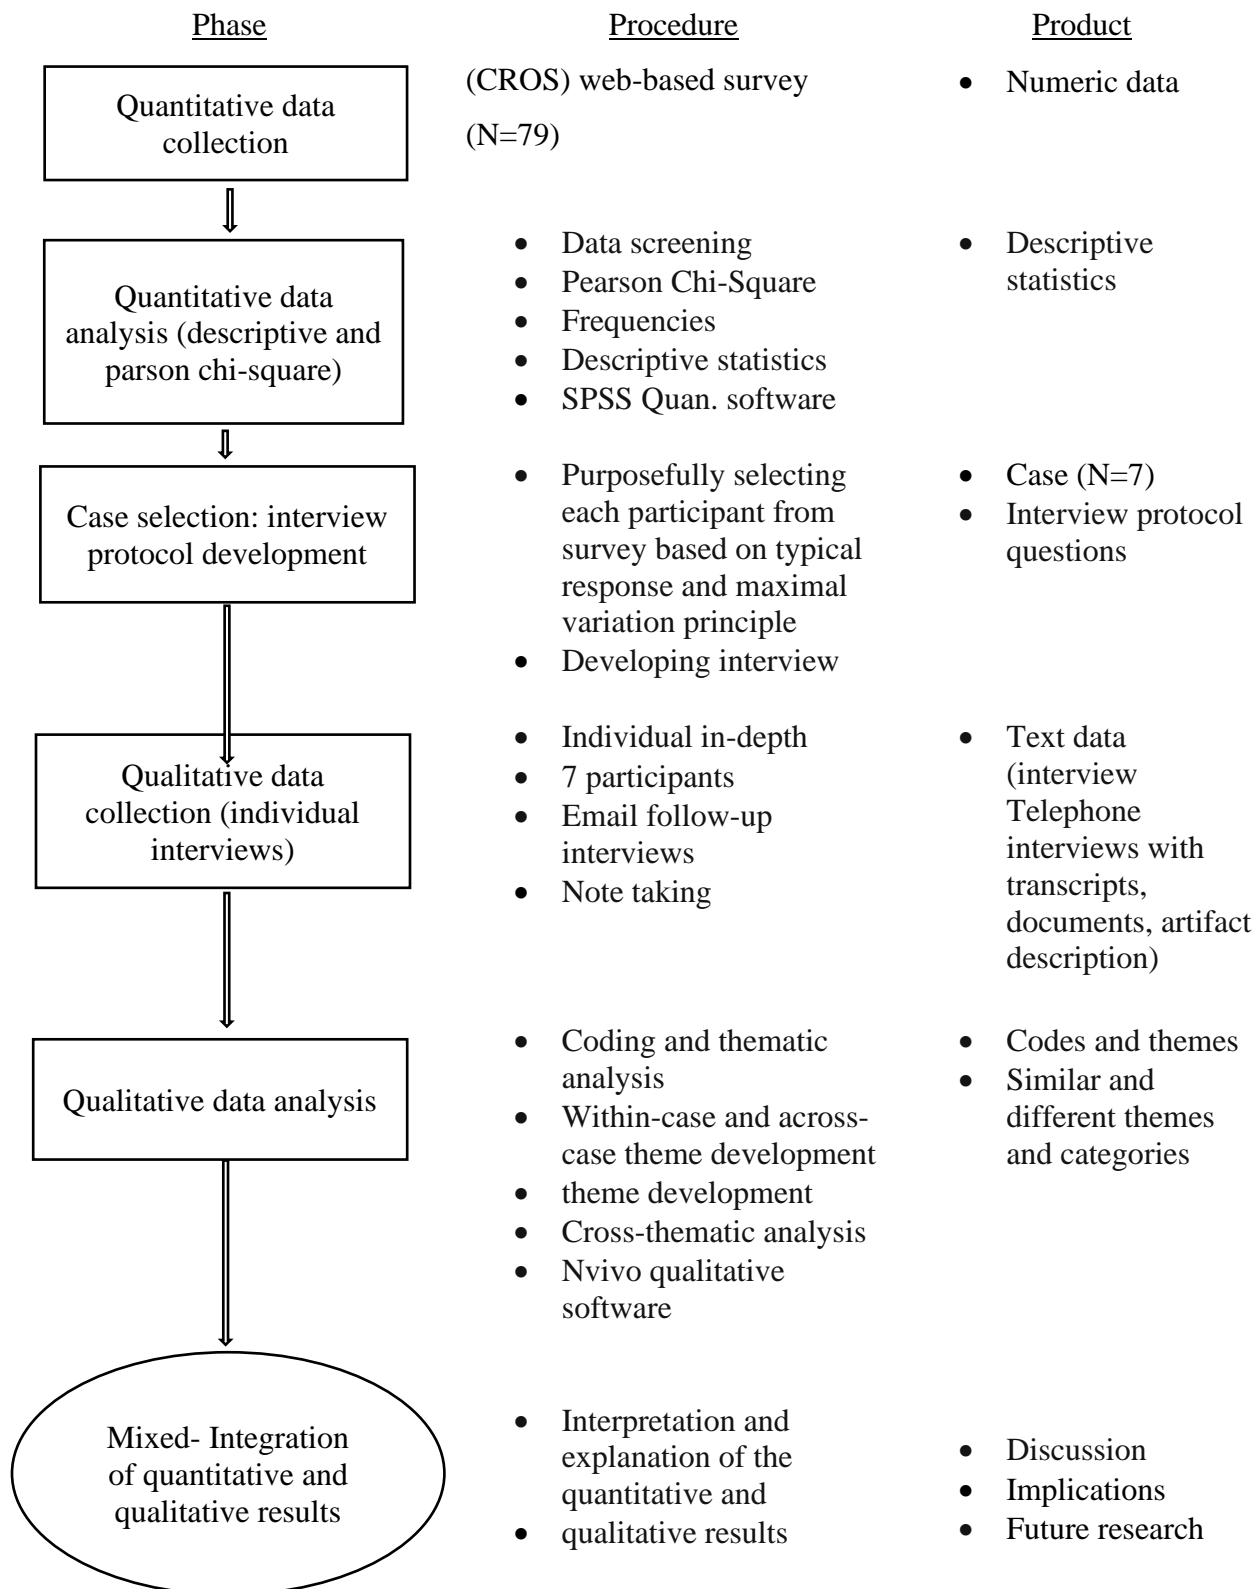 Phase Procedure Product
Quantitative data
collection
(CROS) web-based survey
(N=79)
• Numeric data
Quantitative data
analysis (descriptive and
parson chi-square)
• Data screening
• Pearson Chi-Square
• Frequencies
• Descriptive statistics
• SPSS Quan. software
• Descriptive
statistics
Case selection: interview
protocol development
• Purposefully selecting
each participant from
survey based on typical
response and maximal
variation principle
• Developing interview
• Case (N=7)
• Interview protocol
questions
Qualitative data
collection (individual
interviews)
• Individual in-depth
• 7 participants
• Email follow-up
interviews
• Note taking
• Text data
(interview
Telephone
interviews with
transcripts,
documents, artifact
description)
Qualitative data analysis
• Coding and thematic
analysis
• Within-case and across-
case theme development
• theme development
• Cross-thematic analysis
• Nvivo qualitative
software
• Codes and themes
• Similar and
different themes
and categories
Mixed- Integration
of quantitative and
qualitative results
• Interpretation and
explanation of the
quantitative and
• qualitative results
• Discussion
• Implications
• Future research